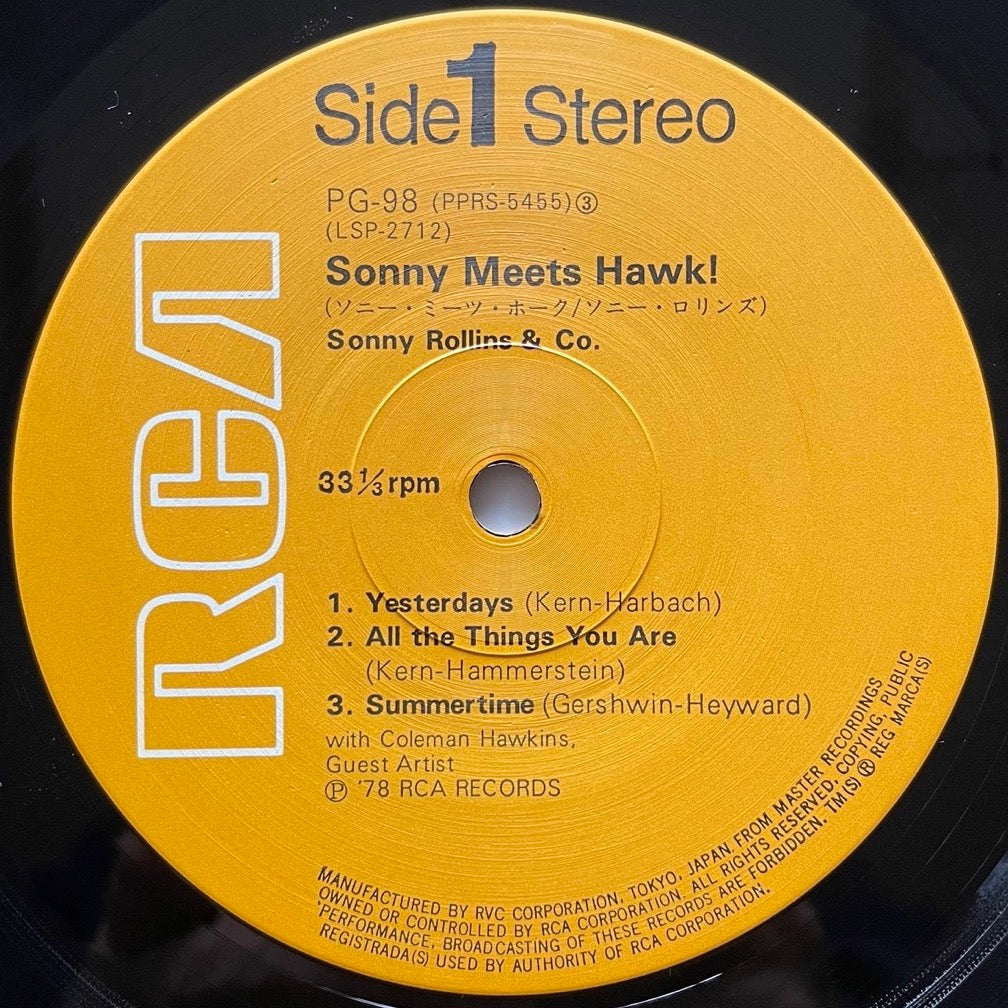 Side 1 Stereo
PG-98 (PPRS-5455)③
(LSP-2712)
Sonny Meets Hawk!
(ソニー・ミーツ・ホーク/ソニー・ロリンズ)
Sonny Rollins & Co.
RCA
33 1/3 rpm
1. Yesterdays (Kern-Harbach)
2. All the Things You Are
(Kern-Hammerstein)
3. Summertime (Gershwin-Heyward)
with Coleman Hawkins,
Guest Artist
Ⓟ '78 RCA RECORDS
MANUFACTURED BY RVC CORPORATION, TOKYO, JAPAN. FROM MASTER RECORDINGS
OWNED OR CONTROLLED BY RCA CORPORATION. ALL RIGHTS RESERVED, COPYING, PUBLIC
PERFORMANCE, BROADCASTING OF THESE RECORDS ARE FORBIDDEN. TM(S) ® REG MARCA(S)
REGISTRADA(S) USED BY AUTHORITY OF RCA CORPORATION.